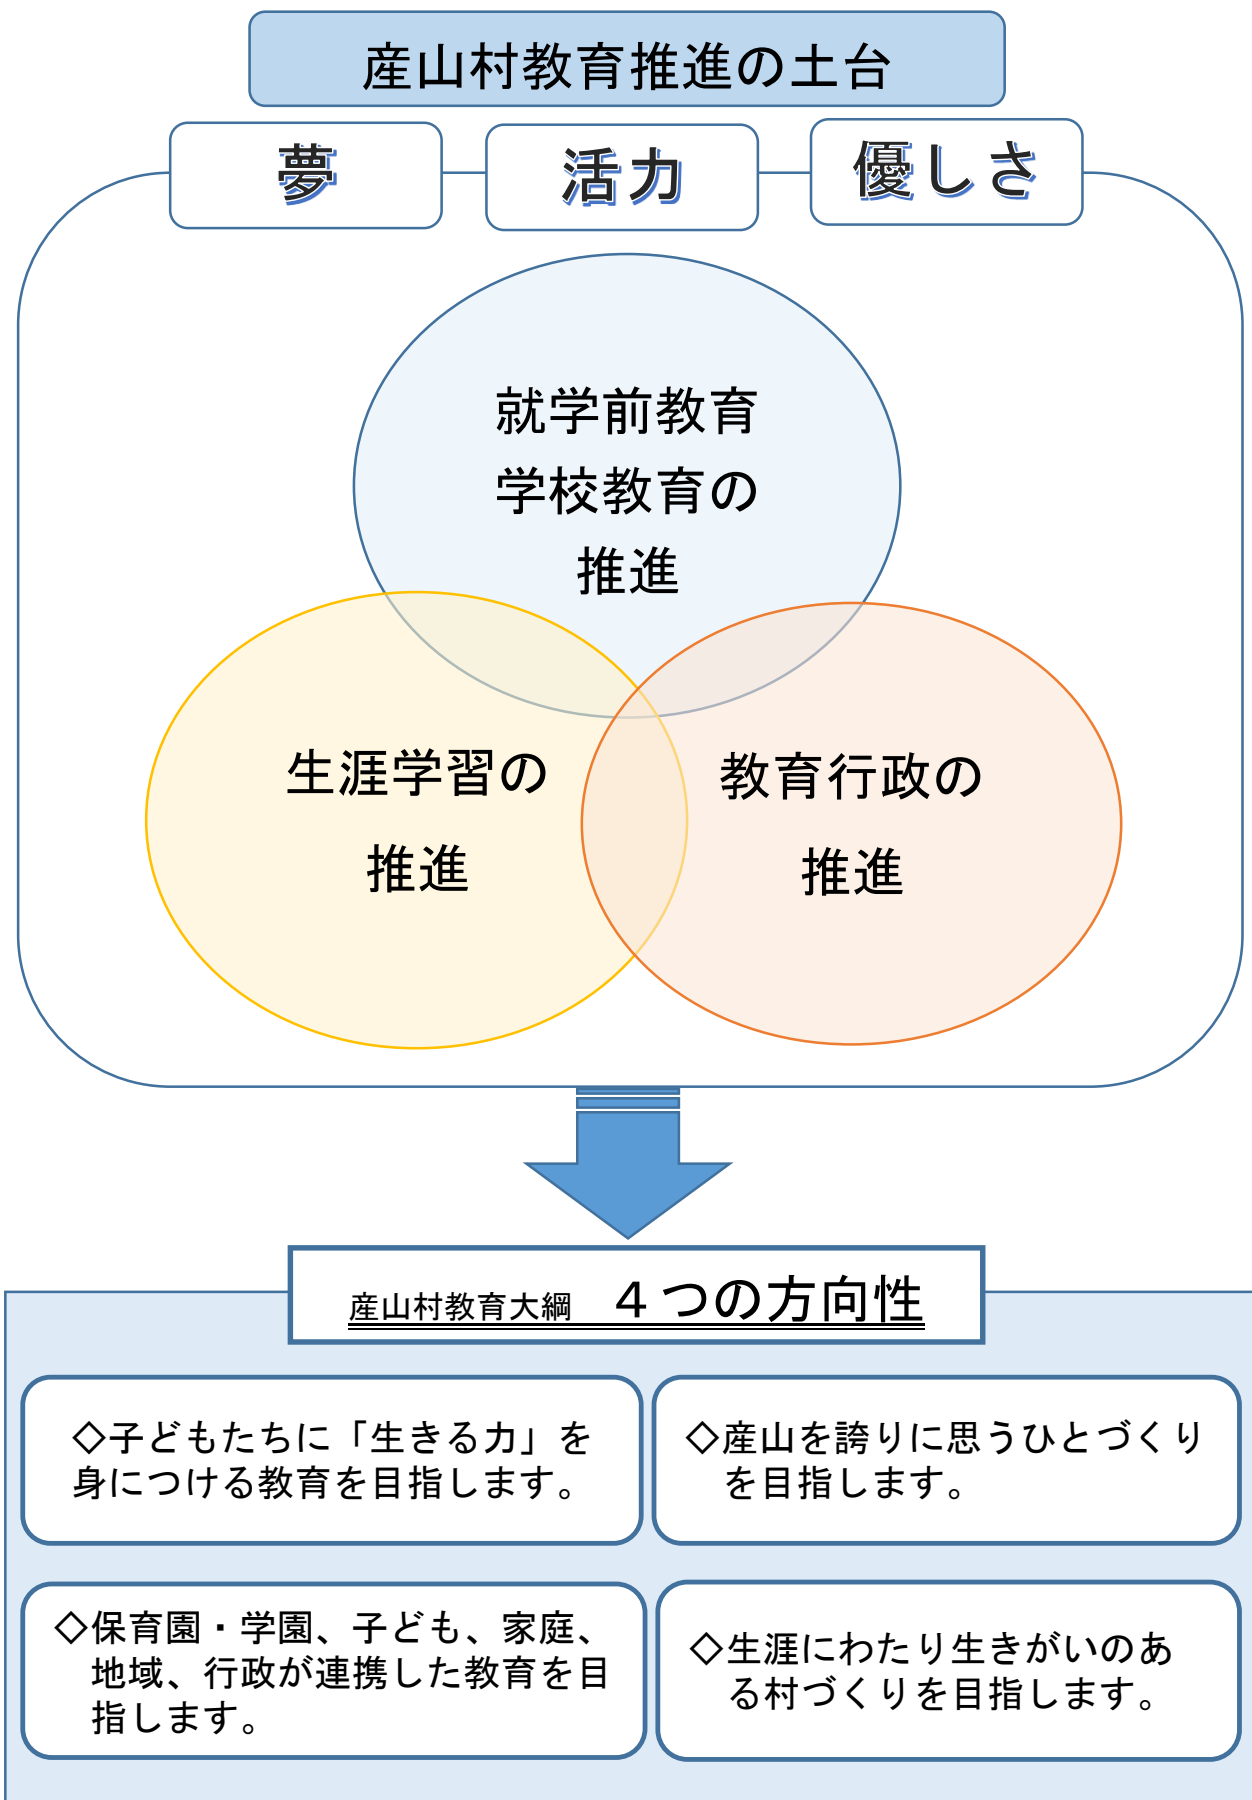 産山村教育推進の土台
夢
活力
優しさ
就学前教育
学校教育の
推進
生涯学習の
推進
教育行政の
推進
産山村教育大綱　４つの方向性
◇子どもたちに「生きる力」を
身につける教育を目指します。
◇産山を誇りに思うひとづくり
を目指します。
◇保育園・学園、子ども、家庭、
地域、行政が連携した教育を目
指します。
◇生涯にわたり生きがいのあ
る村づくりを目指します。